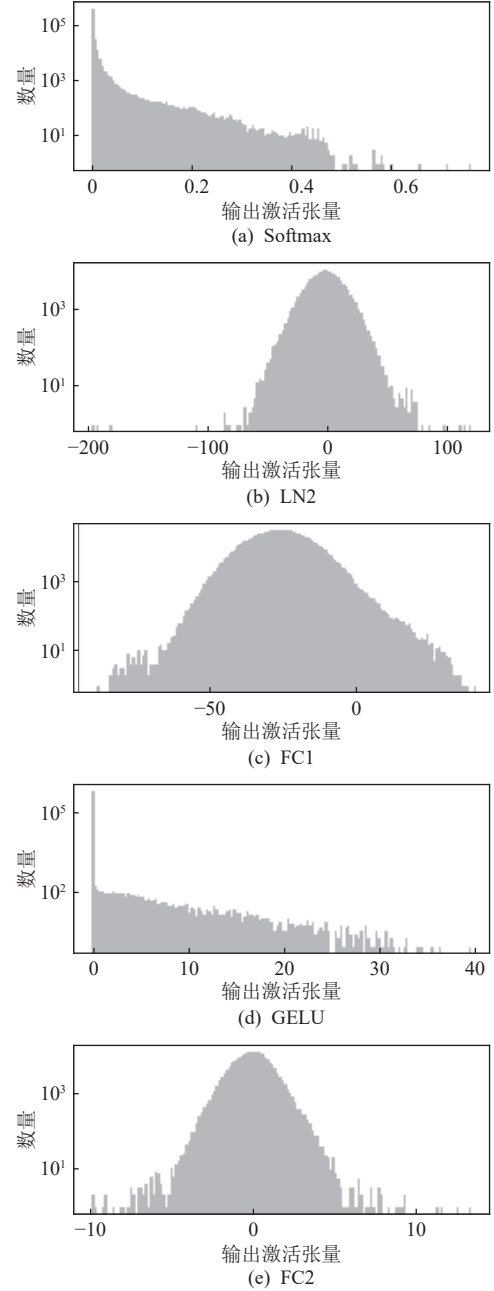 10⁵
10³
10¹
数量
0
0.2
0.4
0.6
输出激活张量
(a) Softmax
10³
10¹
数量
−200
−100
0
100
输出激活张量
(b) LN2
10³
10¹
数量
−50
0
输出激活张量
(c) FC1
10⁵
10²
数量
0
10
20
30
40
输出激活张量
(d) GELU
10³
10¹
数量
−10
0
10
输出激活张量
(e) FC2